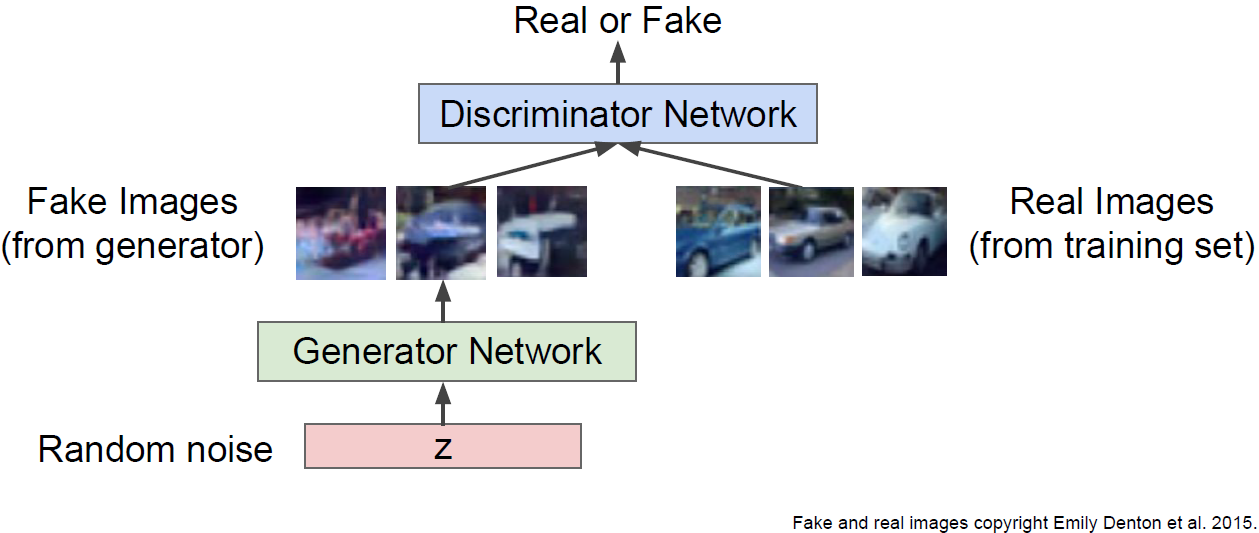 Real or Fake
Discriminator Network
Fake Images
(from generator)
Real Images
(from training set)
Generator Network
Random noise
z
Fake and real images copyright Emily Denton et al. 2015.